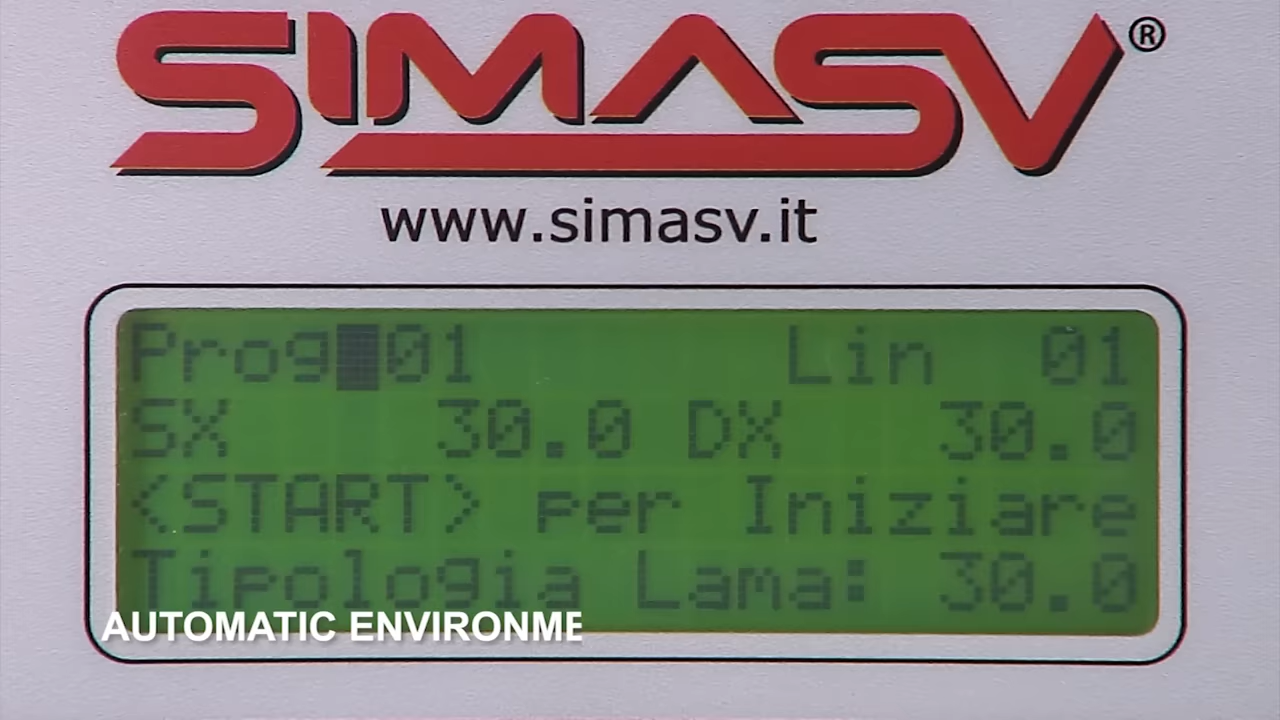 SIMASV®
www.simasv.it
Prog 01 Lin 01
SX 30.0 DX 30.0
<START> per Iniziare
Tipologia Lama: 30.0
AUTOMATIC ENVIRONME